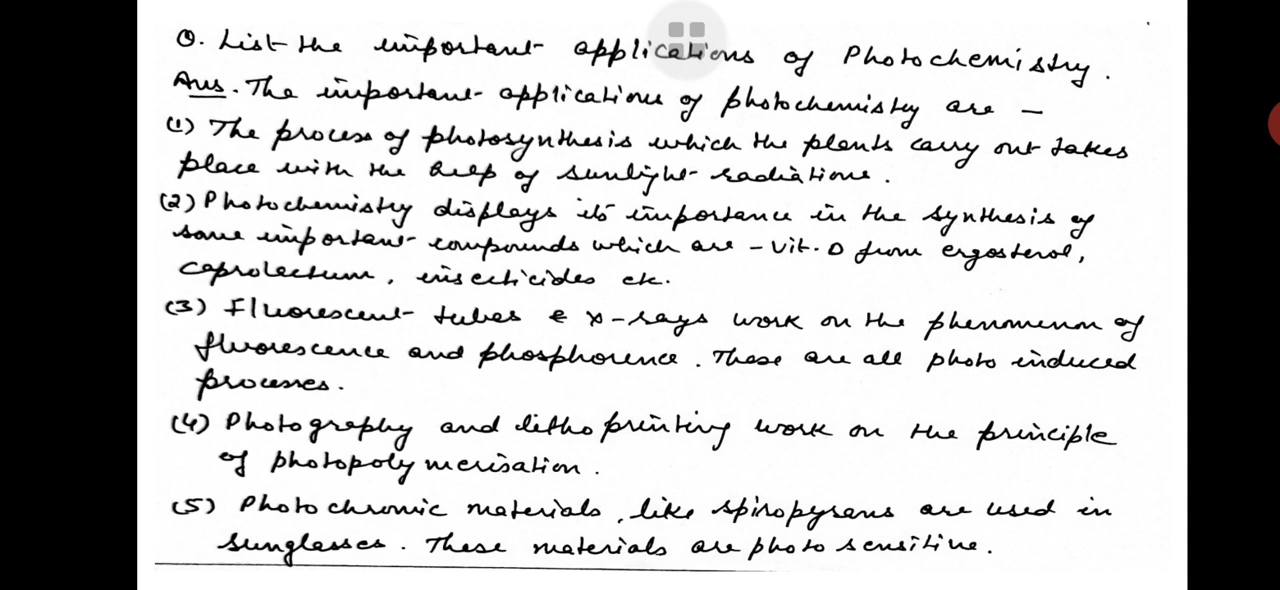 Q. List the important applications of Photochemistry.
Ans. The important applications of photochemistry are —
(1) The process of photosynthesis which the plants carry out takes
place with the help of sunlight radiations.
(2) Photochemistry displays its importance in the synthesis of
some important compounds which are - Vit. D from ergosterol,
caprolectum, insecticides etc.
(3) Fluorescent tubes & X-rays work on the phenomenon of
fluorescence and phosphorence. These are all photo induced
processes.
(4) Photography and litho printing work on the principle
of photopolymerisation.
(5) Photochromic materials, like spiropyrans are used in
sunglasses. These materials are photo sensitive.